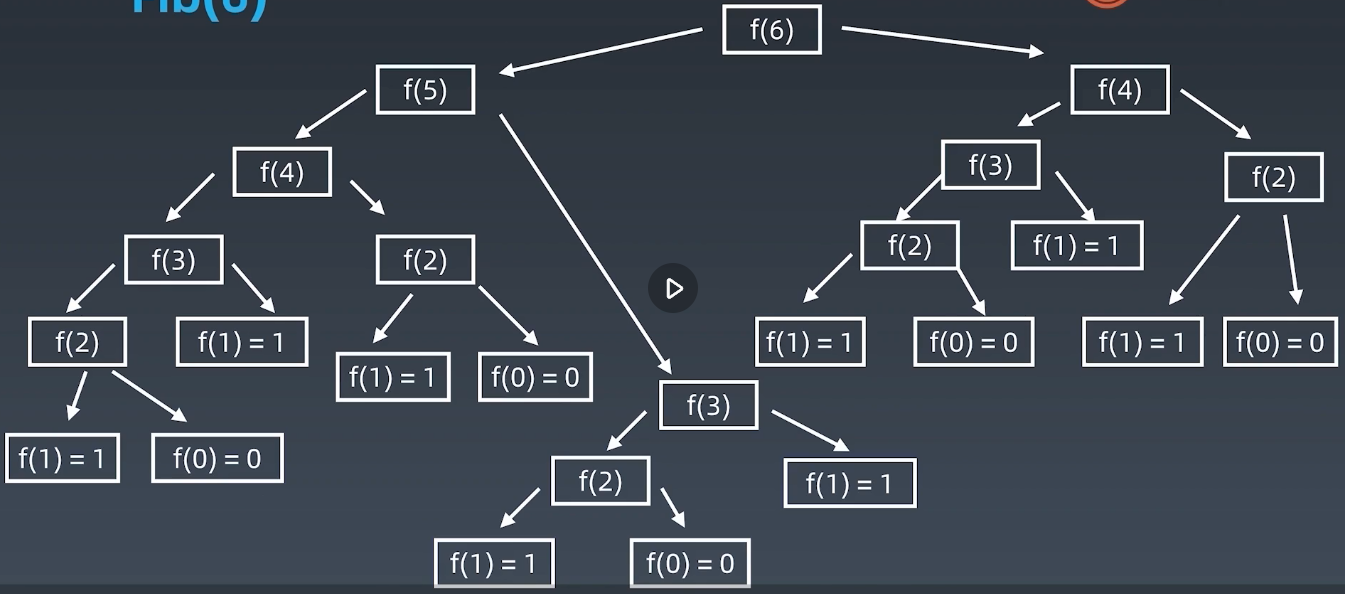 f(6)
f(5)
f(4)
f(4)
f(3)
f(2)
f(3)
f(2)
f(2)
f(1) = 1
f(3)
f(2)
f(1) = 1
f(2)
f(1) = 1
f(1) = 1
f(0) = 0
f(1) = 1
f(0) = 0
f(1) = 1
f(0) = 0
f(3)
f(1) = 1
f(0) = 0
f(2)
f(1) = 1
f(1) = 1
f(0) = 0